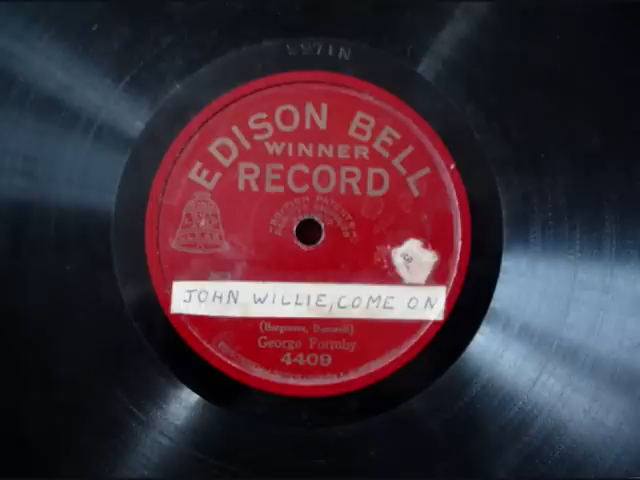 EDISON BELL
WINNER
RECORD
JOHN WILLIE, COME ON
George Formby
4409